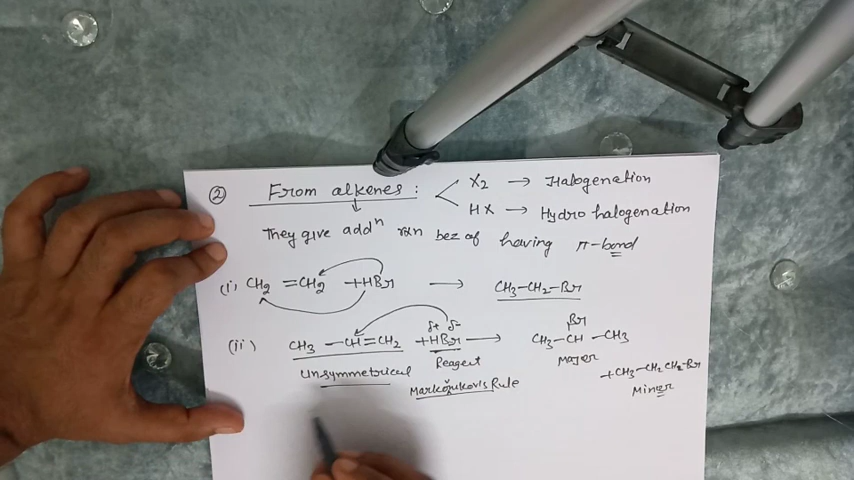 ② From alkenes : X2 → Halogenation
HX → Hydro halogenation
They give addⁿ rxn bcz of having π-bond
(i) CH2 = CH2 + HBr → CH3-CH2-Br
(ii) CH3 - CH = CH2 + HBr → CH3 - CH - CH3
δ+ δ-
Br
Unsymmetrical
Reagent
Major
Markoznukovis Rule
+ CH3 - CH2 CH2 - Br
Minor